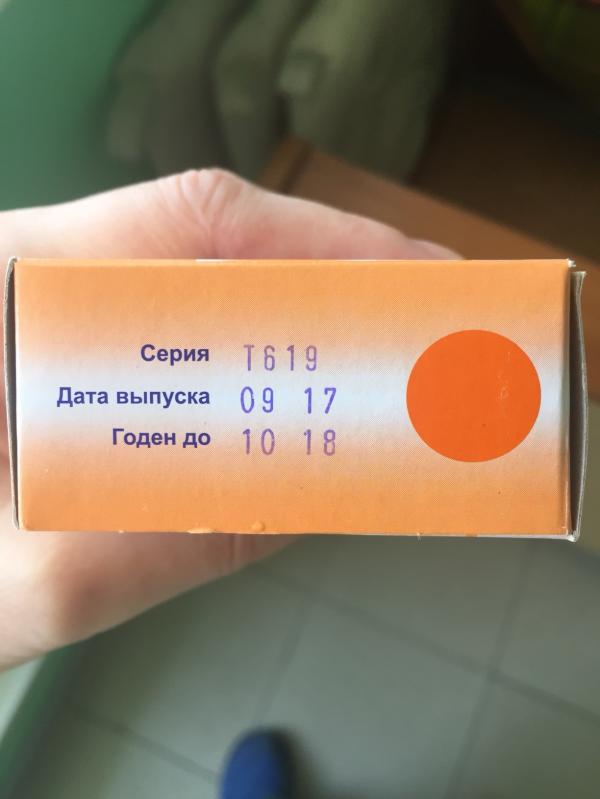 Серия T619
Дата выпуска 09 17
Годен до 10 18